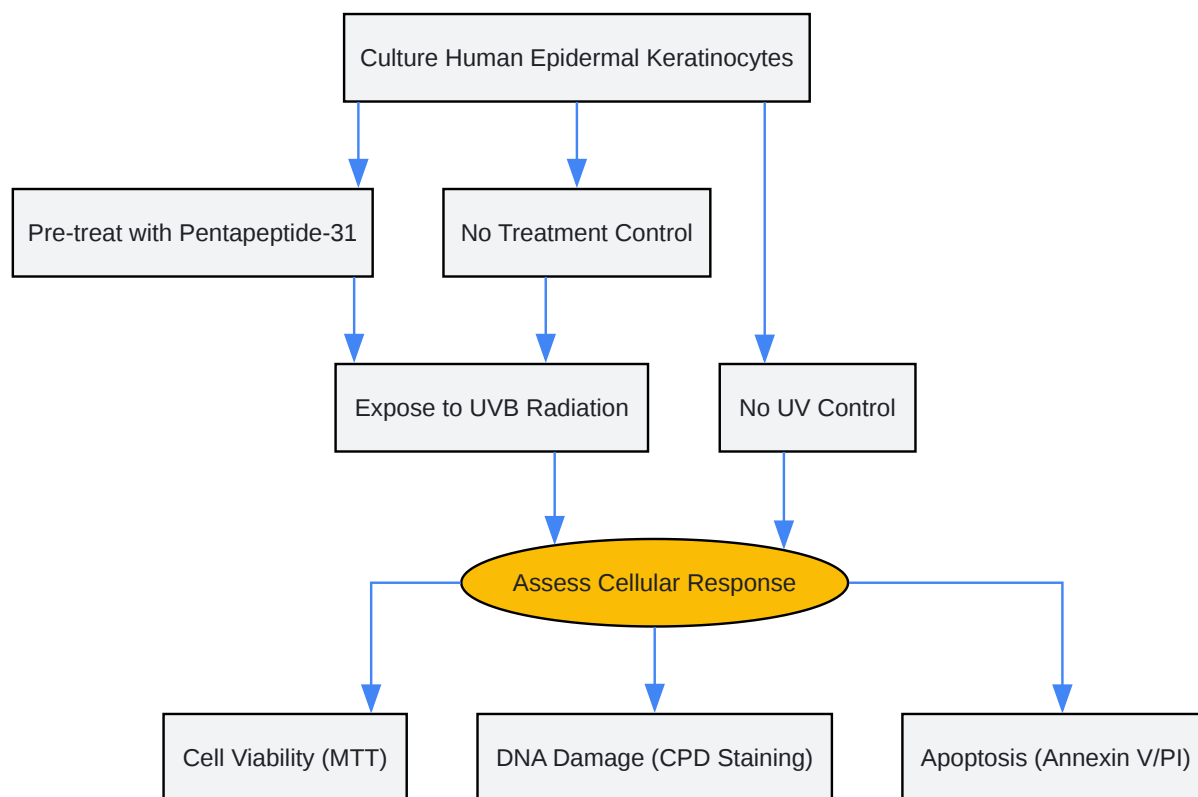 Culture Human Epidermal Keratinocytes
Pre-treat with Pentapeptide-31
No Treatment Control
Expose to UVB Radiation
No UV Control
Assess Cellular Response
Cell Viability (MTT)
DNA Damage (CPD Staining)
Apoptosis (Annexin V/PI)